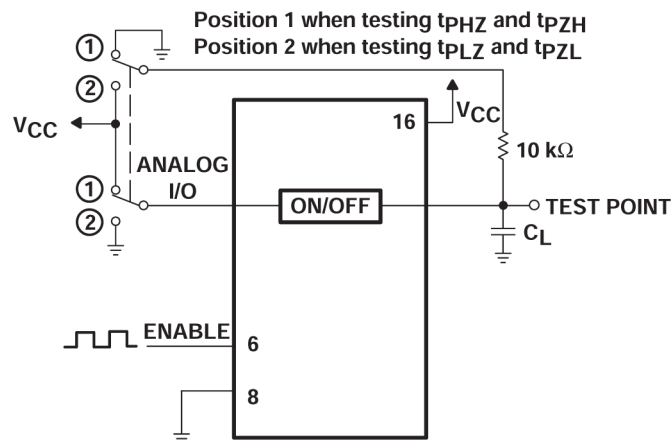 Position 1 when testing tPHZ and tPZH
Position 2 when testing tPLZ and tPZL
1
2
VCC
16
VCC
10 kΩ
ANALOG
I/O
1
2
ON/OFF
TEST POINT
CL
ENABLE
6
8